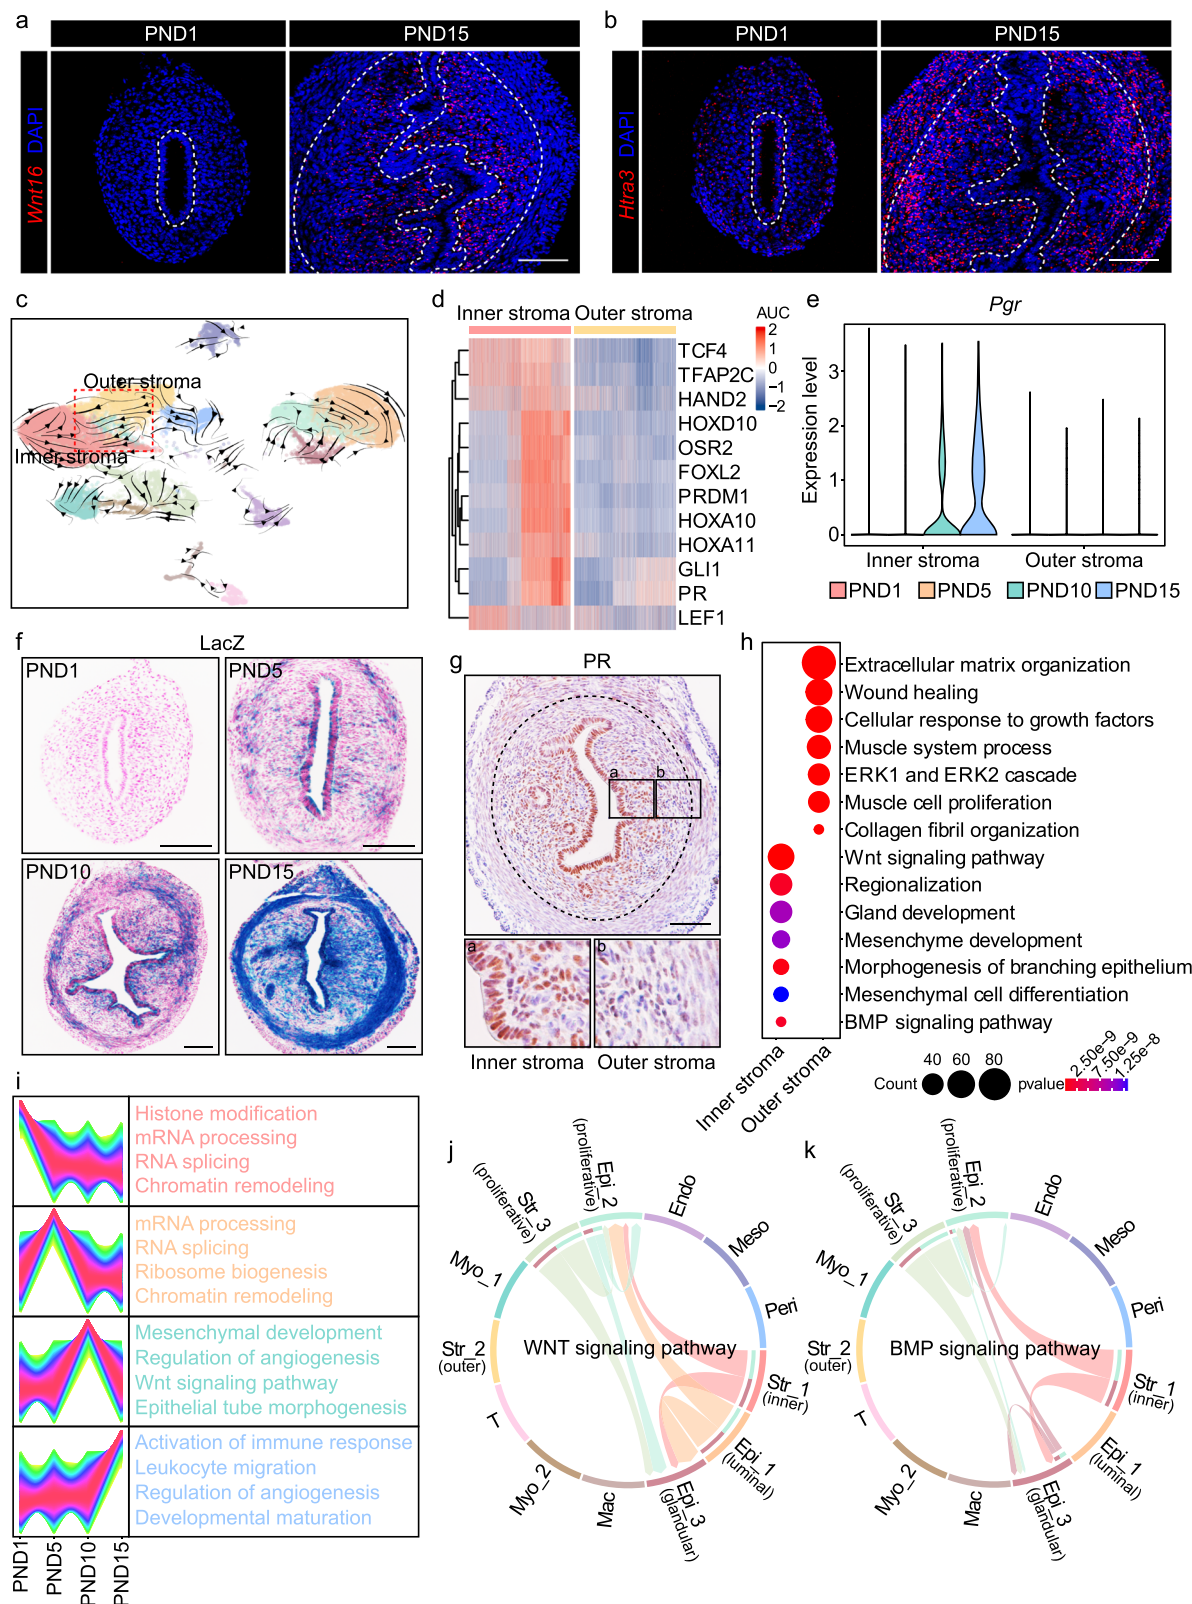 a
PND1
PND15
Wnt16 DAPI
b
PND1
PND15
Htra3 DAPI
c
Outer stroma
Inner stroma
d
Inner stroma
Outer stroma
AUC
2
1
0
−1
−2
TCF4
TFAP2C
HAND2
HOXD10
OSR2
FOXL2
PRDM1
HOXA10
HOXA11
GLI1
PR
LEF1
e
Pgr
Expression level
3
2
1
0
Inner stroma
Outer stroma
PND1
PND5
PND10
PND15
f
LacZ
PND1
PND5
PND10
PND15
g
PR
a
b
a
b
Inner stroma
Outer stroma
h
Extracellular matrix organization
Wound healing
Cellular response to growth factors
Muscle system process
ERK1 and ERK2 cascade
Muscle cell proliferation
Collagen fibril organization
Wnt signaling pathway
Regionalization
Gland development
Mesenchyme development
Morphogenesis of branching epithelium
Mesenchymal cell differentiation
BMP signaling pathway
Inner stroma
Outer stroma
40
60
80
Count
pvalue
2.50e−9
7.50e−9
1.25e−8
i
Histone modification
mRNA processing
RNA splicing
Chromatin remodeling
mRNA processing
RNA splicing
Ribosome biogenesis
Chromatin remodeling
Mesenchymal development
Regulation of angiogenesis
Wnt signaling pathway
Epithelial tube morphogenesis
Activation of immune response
Leukocyte migration
Regulation of angiogenesis
Developmental maturation
PND1
PND5
PND10
PND15
j
WNT signaling pathway
Epi_2
(proliferative)
Endo
Meso
Peri
Str_1
(inner)
Epi_1
(luminal)
Epi_3
(glandular)
Mac
Myo_2
T
Str_2
(outer)
Myo_1
Str_3
(proliferative)
k
BMP signaling pathway
Epi_2
(proliferative)
Endo
Meso
Peri
Str_1
(inner)
Epi_1
(luminal)
Epi_3
(glandular)
Mac
Myo_2
T
Str_2
(outer)
Myo_1
Str_3
(proliferative)